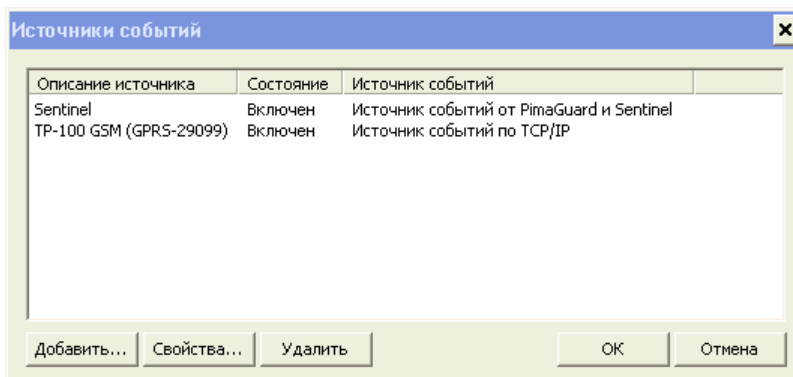 Источники событий
Описание источника Состояние Источник событий
Sentinel Включен Источник событий от PimaGuard и Sentinel
TP-100 GSM (GPRS-29099) Включен Источник событий по TCP/IP
Добавить... Свойства... Удалить ОК Отмена